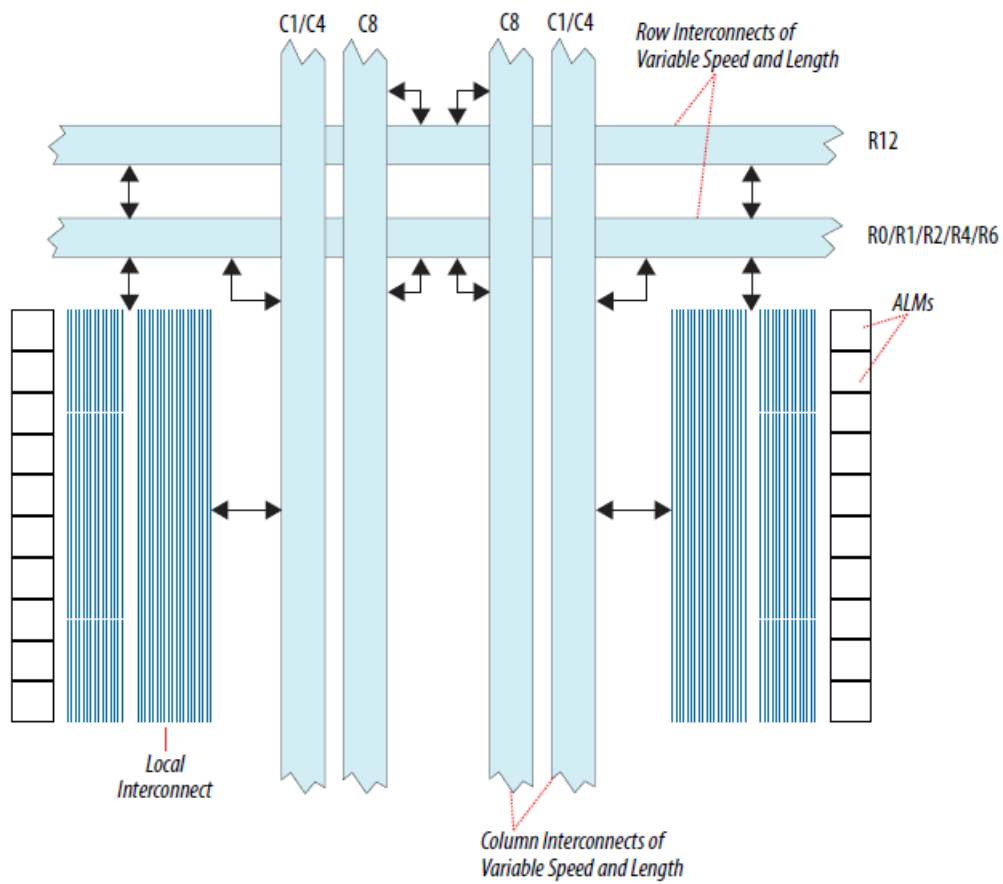 C1/C4
C8
C8
C1/C4
Row Interconnects of
Variable Speed and Length
R12
R0/R1/R2/R4/R6
ALMs
Local
Interconnect
Column Interconnects of
Variable Speed and Length